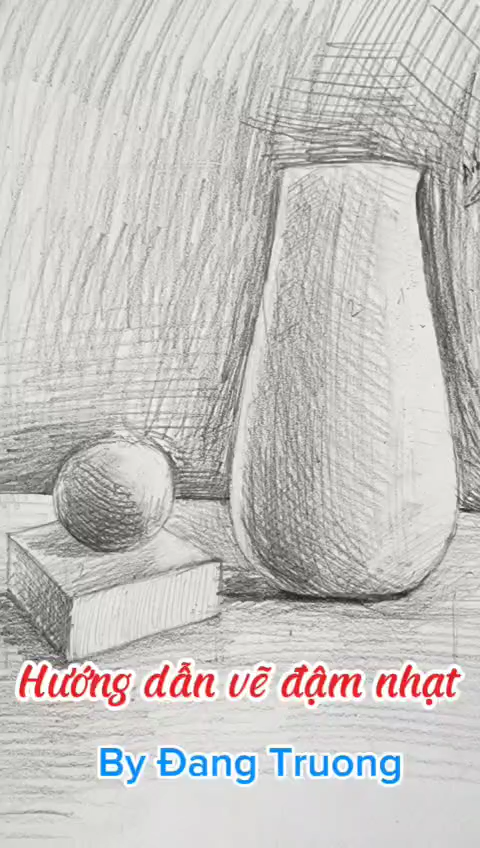 Hướng dẫn vẽ đậm nhạt
By Đang Truong